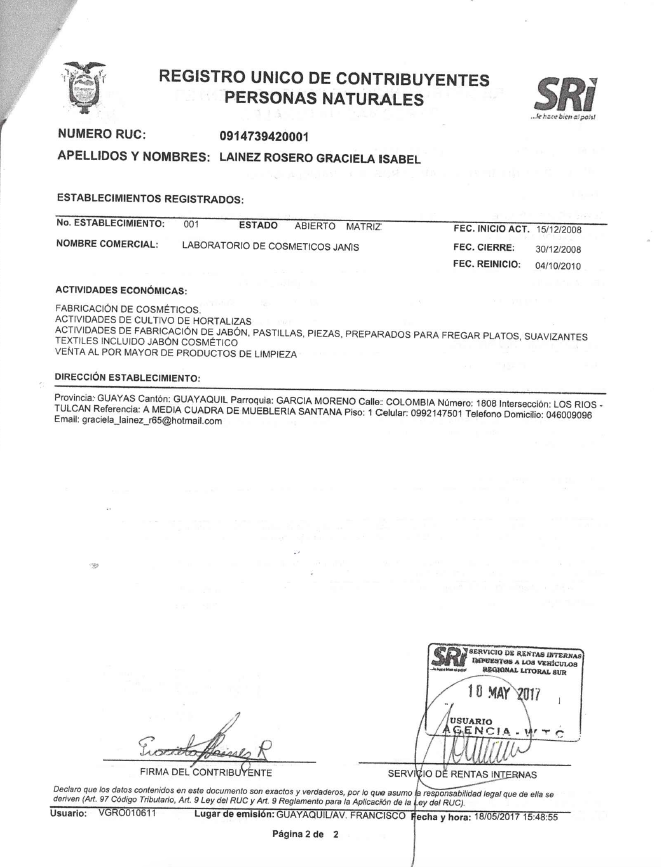 REGISTRO UNICO DE CONTRIBUYENTES
PERSONAS NATURALES
SRi
...le hace bien al país!
NUMERO RUC: 0914739420001
APELLIDOS Y NOMBRES: LAINEZ ROSERO GRACIELA ISABEL
ESTABLECIMIENTOS REGISTRADOS:
No. ESTABLECIMIENTO: 001 ESTADO ABIERTO MATRIZ FEC. INICIO ACT. 15/12/2008
NOMBRE COMERCIAL: LABORATORIO DE COSMETICOS JANIS FEC. CIERRE: 30/12/2008
FEC. REINICIO: 04/10/2010
ACTIVIDADES ECONÓMICAS:
FABRICACIÓN DE COSMÉTICOS.
ACTIVIDADES DE CULTIVO DE HORTALIZAS
ACTIVIDADES DE FABRICACIÓN DE JABÓN, PASTILLAS, PIEZAS, PREPARADOS PARA FREGAR PLATOS, SUAVIZANTES
TEXTILES INCLUIDO JABÓN COSMÉTICO
VENTA AL POR MAYOR DE PRODUCTOS DE LIMPIEZA
DIRECCIÓN ESTABLECIMIENTO:
Provincia: GUAYAS Cantón: GUAYAQUIL Parroquia: GARCIA MORENO Calle: COLOMBIA Número: 1808 Intersección: LOS RIOS -
TULCAN Referencia: A MEDIA CUADRA DE MUEBLERIA SANTANA Piso: 1 Celular: 0992147501 Telefono Domicilio: 046009096
Email: graciela_lainez_r65@hotmail.com
SRi SERVICIO DE RENTAS INTERNAS
IMPUESTOS A LOS VEHÍCULOS
REGIONAL LITORAL SUR
18 MAY 2017
USUARIO
AGENCIA - WTC
FIRMA DEL CONTRIBUYENTE
SERVICIO DE RENTAS INTERNAS
Declaro que los datos contenidos en este documento son exactos y verdaderos, por lo que asumo la responsabilidad legal que de ella se
deriven (Art. 97 Código Tributario, Art. 9 Ley del RUC y Art. 9 Reglamento para la Aplicación de la Ley del RUC).
Usuario: VGRO010611 Lugar de emisión: GUAYAQUIL/AV. FRANCISCO Fecha y hora: 18/05/2017 15:48:55
Página 2 de 2